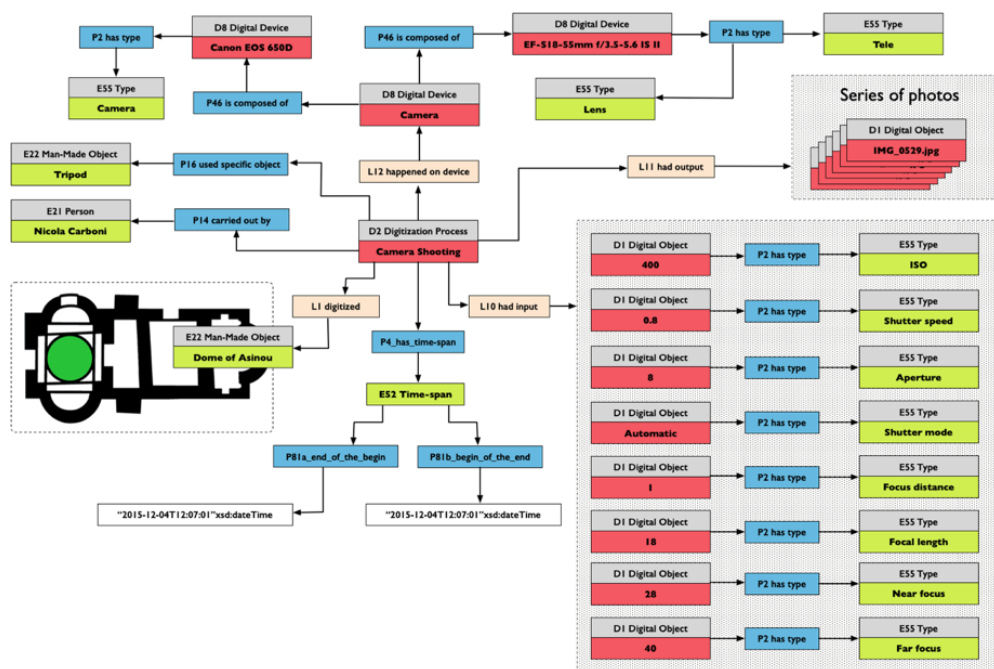 P2 has type
D8 Digital Device
Canon EOS 650D
E55 Type
Camera
P46 is composed of
P46 is composed of
D8 Digital Device
EF-S18-55mm f/3.5-5.6 IS II
P2 has type
E55 Type
Tele
E55 Type
Lens
D8 Digital Device
Camera
Series of photos
D1 Digital Object
IMG_0529.jpg
E22 Man-Made Object
Tripod
P16 used specific object
L12 happened on device
L11 had output
E21 Person
Nicola Carboni
P14 carried out by
D2 Digitization Process
Camera Shooting
L1 digitized
L10 had input
E22 Man-Made Object
Dome of Asinou
P4_has_time-span
E52 Time-span
P81a_end_of_the_begin
P81b_begin_of_the_end
"2015-12-04T12:07:01"xsd:dateTime
"2015-12-04T12:07:01"xsd:dateTime
D1 Digital Object
400
P2 has type
E55 Type
ISO
D1 Digital Object
0.8
P2 has type
E55 Type
Shutter speed
D1 Digital Object
8
P2 has type
E55 Type
Aperture
D1 Digital Object
Automatic
P2 has type
E55 Type
Shutter mode
D1 Digital Object
1
P2 has type
E55 Type
Focus distance
D1 Digital Object
18
P2 has type
E55 Type
Focal length
D1 Digital Object
28
P2 has type
E55 Type
Near focus
D1 Digital Object
40
P2 has type
E55 Type
Far focus